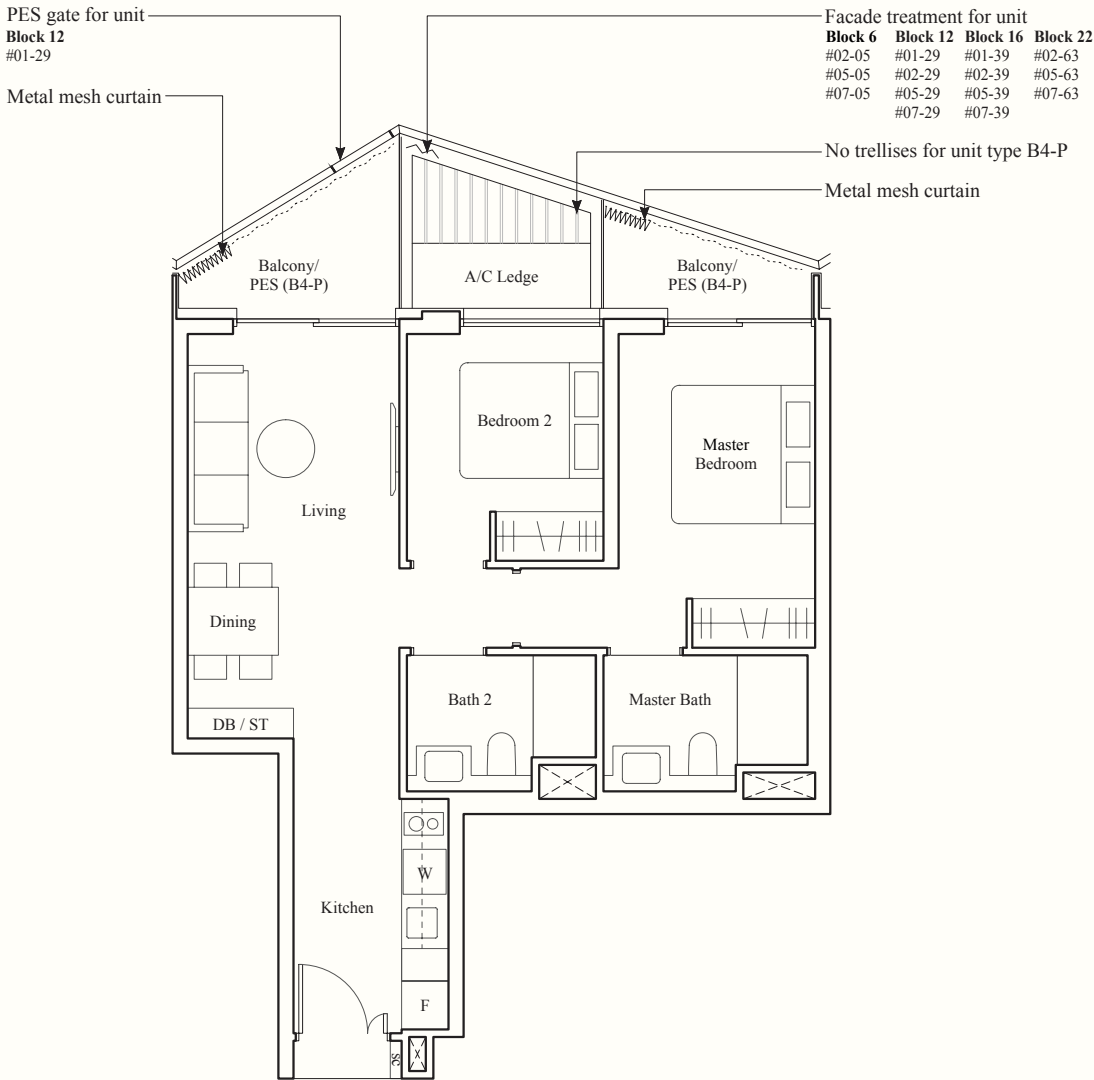 PES gate for unit
Block 12
#01-29
Metal mesh curtain
Facade treatment for unit
Block 6 Block 12 Block 16 Block 22
#02-05 #01-29 #01-39 #02-63
#05-05 #02-29 #02-39 #05-63
#07-05 #05-29 #05-39 #07-63
#07-29 #07-39
No trellises for unit type B4-P
Metal mesh curtain
Balcony/
PES (B4-P)
A/C Ledge
Balcony/
PES (B4-P)
Bedroom 2
Master
Bedroom
Living
Dining
Bath 2
Master Bath
DB / ST
W
Kitchen
F
SC